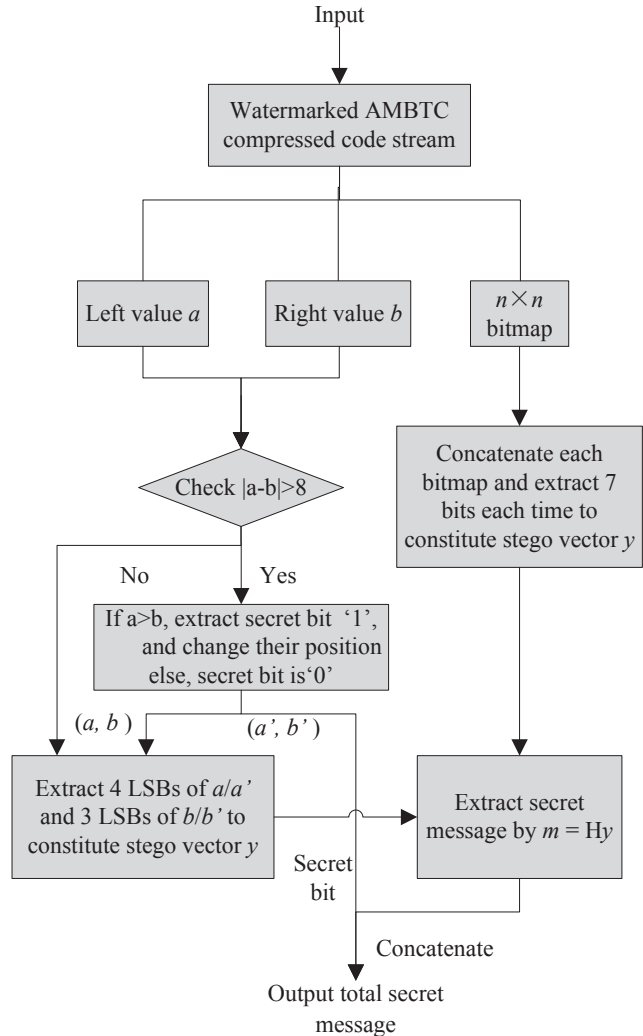 Input
Watermarked AMBTC
compressed code stream
Left value a
Right value b
n×n
bitmap
Check |a-b|>8
Concatenate each
bitmap and extract 7
bits each time to
constitute stego vector y
No
Yes
If a>b, extract secret bit ‘1’,
and change their position
else, secret bit is‘0’
(a, b )
(a’, b’ )
Extract 4 LSBs of a/a’
and 3 LSBs of b/b’ to
constitute stego vector y
Extract secret
message by m = Hy
Secret
bit
Concatenate
Output total secret
message